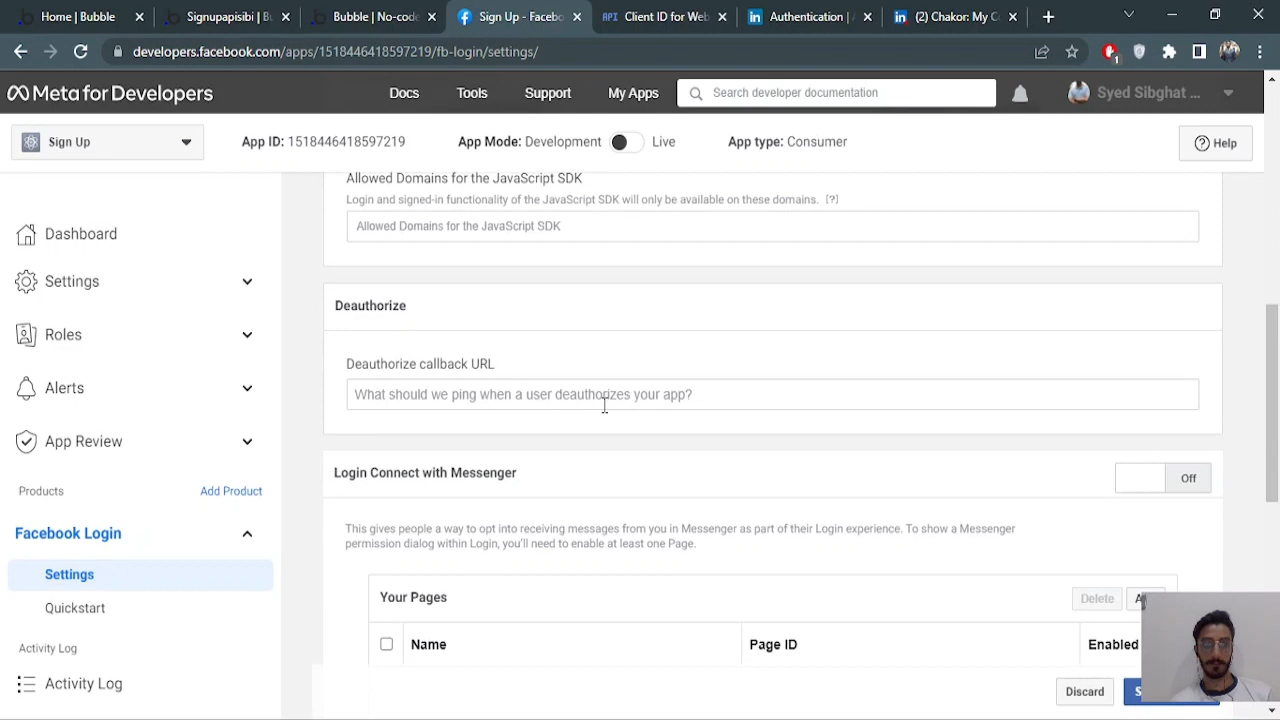 Home | Bubble
Signupapisibi | Bu
Bubble | No-code
Sign Up - Facebo
API
Client ID for Web
Authentication | A
(2) Chakor: My C
developers.facebook.com/apps/1518446418597219/fb-login/settings/
1
Meta for Developers
Docs
Tools
Support
My Apps
Search developer documentation
Syed Sibghat ...
Sign Up
App ID: 1518446418597219
App Mode: Development
Live
App type: Consumer
Help
Allowed Domains for the JavaScript SDK
Login and signed-in functionality of the JavaScript SDK will only be available on these domains. [?]
Allowed Domains for the JavaScript SDK
Dashboard
Settings
Roles
Alerts
App Review
Products
Add Product
Facebook Login
Settings
Quickstart
Activity Log
Activity Log
Deauthorize
Deauthorize callback URL
What should we ping when a user deauthorizes your app?
Login Connect with Messenger
Off
This gives people a way to opt into receiving messages from you in Messenger as part of their Login experience. To show a Messenger
permission dialog within Login, you'll need to enable at least one Page.
Your Pages
Delete
Name
Page ID
Enabled
Discard